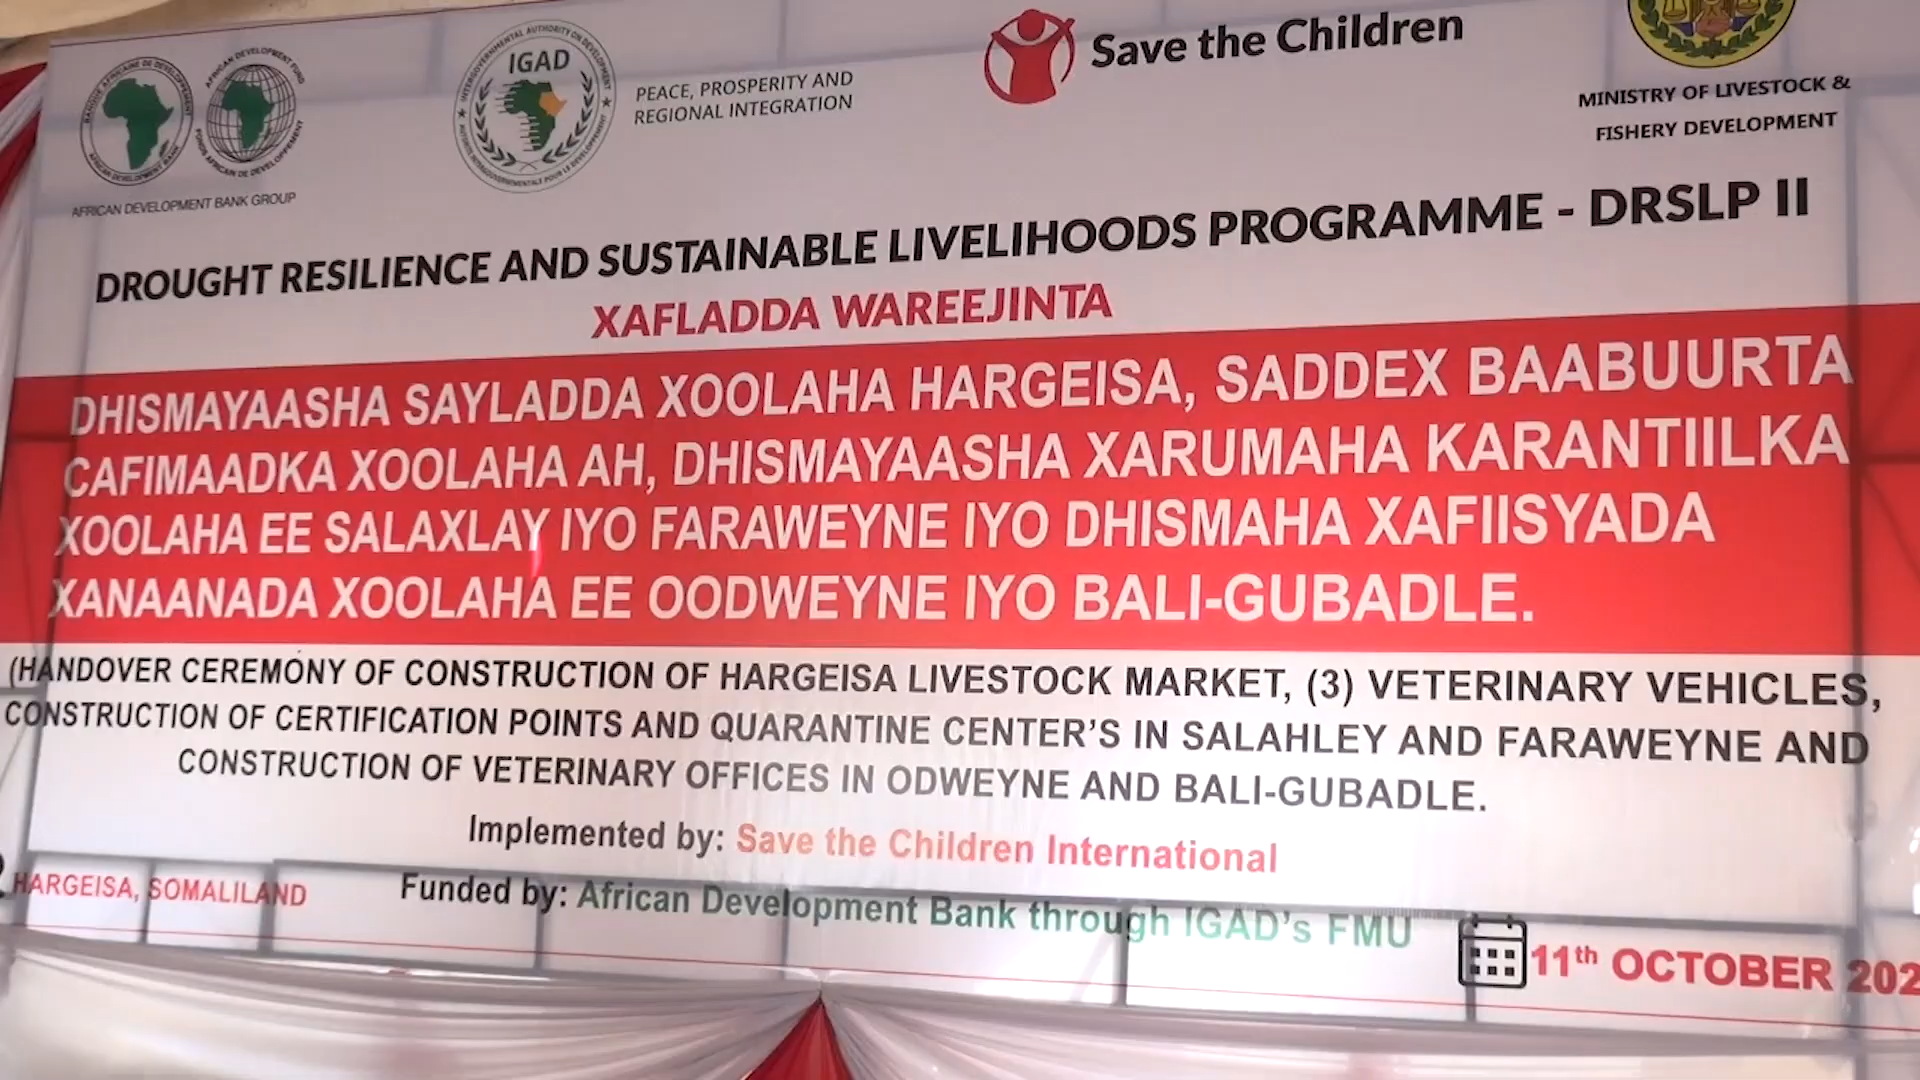 IGAD
PEACE, PROSPERITY AND
REGIONAL INTEGRATION
Save the Children
MINISTRY OF LIVESTOCK &
FISHERY DEVELOPMENT
AFRICAN DEVELOPMENT BANK GROUP
DROUGHT RESILIENCE AND SUSTAINABLE LIVELIHOODS PROGRAMME - DRSLP II
XAFLADDA WAREEJINTA
DHISMAYAASHA SAYLADDA XOOLAHA HARGEISA, SADDEX BAABUURTA
CAFIMAADKA XOOLAHA AH, DHISMAYAASHA XARUMAHA KARANTIILKA
XOOLAHA EE SALAXLAY IYO FARAWEYNE IYO DHISMAHA XAFIISYADA
XANAANADA XOOLAHA EE OODWEYNE IYO BALI-GUBADLE.
(HANDOVER CEREMONY OF CONSTRUCTION OF HARGEISA LIVESTOCK MARKET, (3) VETERINARY VEHICLES,
CONSTRUCTION OF CERTIFICATION POINTS AND QUARANTINE CENTER'S IN SALAHLEY AND FARAWEYNE AND
CONSTRUCTION OF VETERINARY OFFICES IN ODWEYNE AND BALI-GUBADLE.
Implemented by: Save the Children International
HARGEISA, SOMALILAND
Funded by: African Development Bank through IGAD's FMU
11th OCTOBER 202